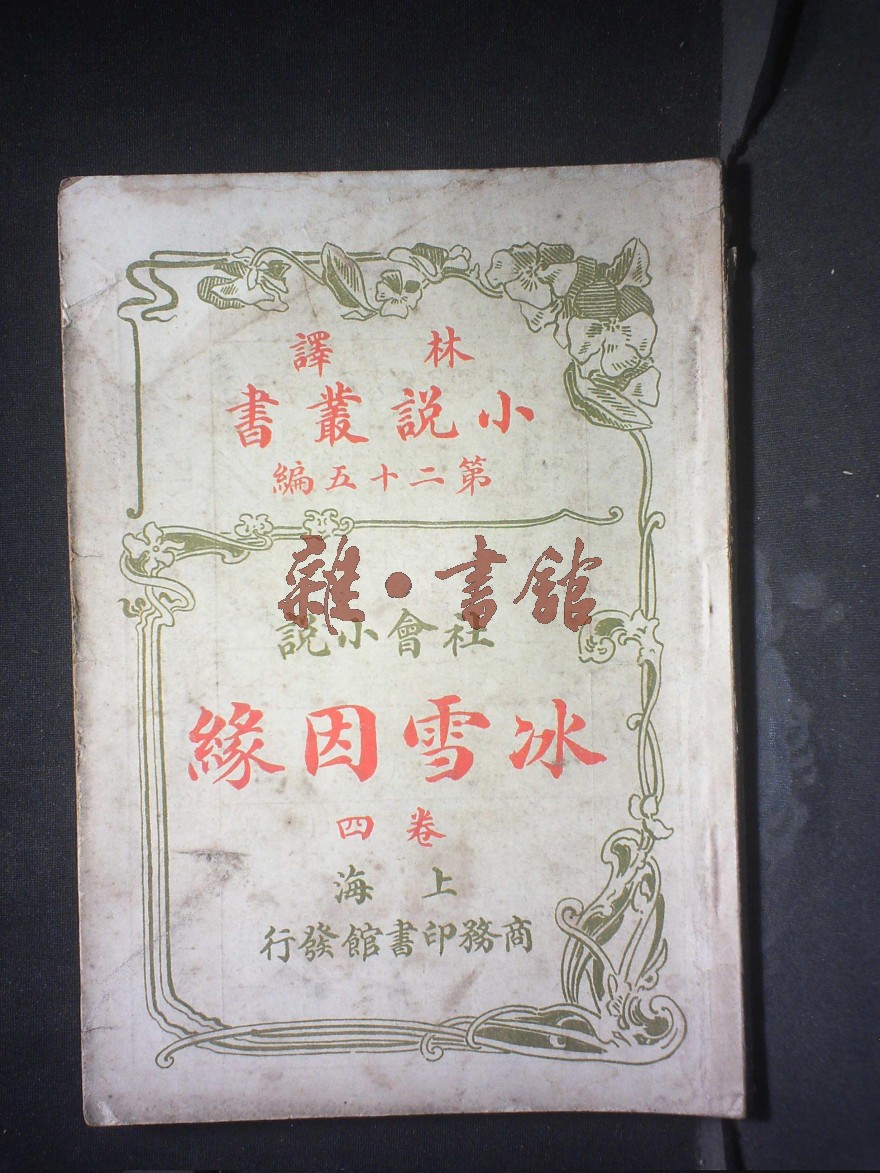 林譯
小說叢書
第二十五編
雜·書館
社會小說
冰雪因緣
卷四
上海
商務印書館發行